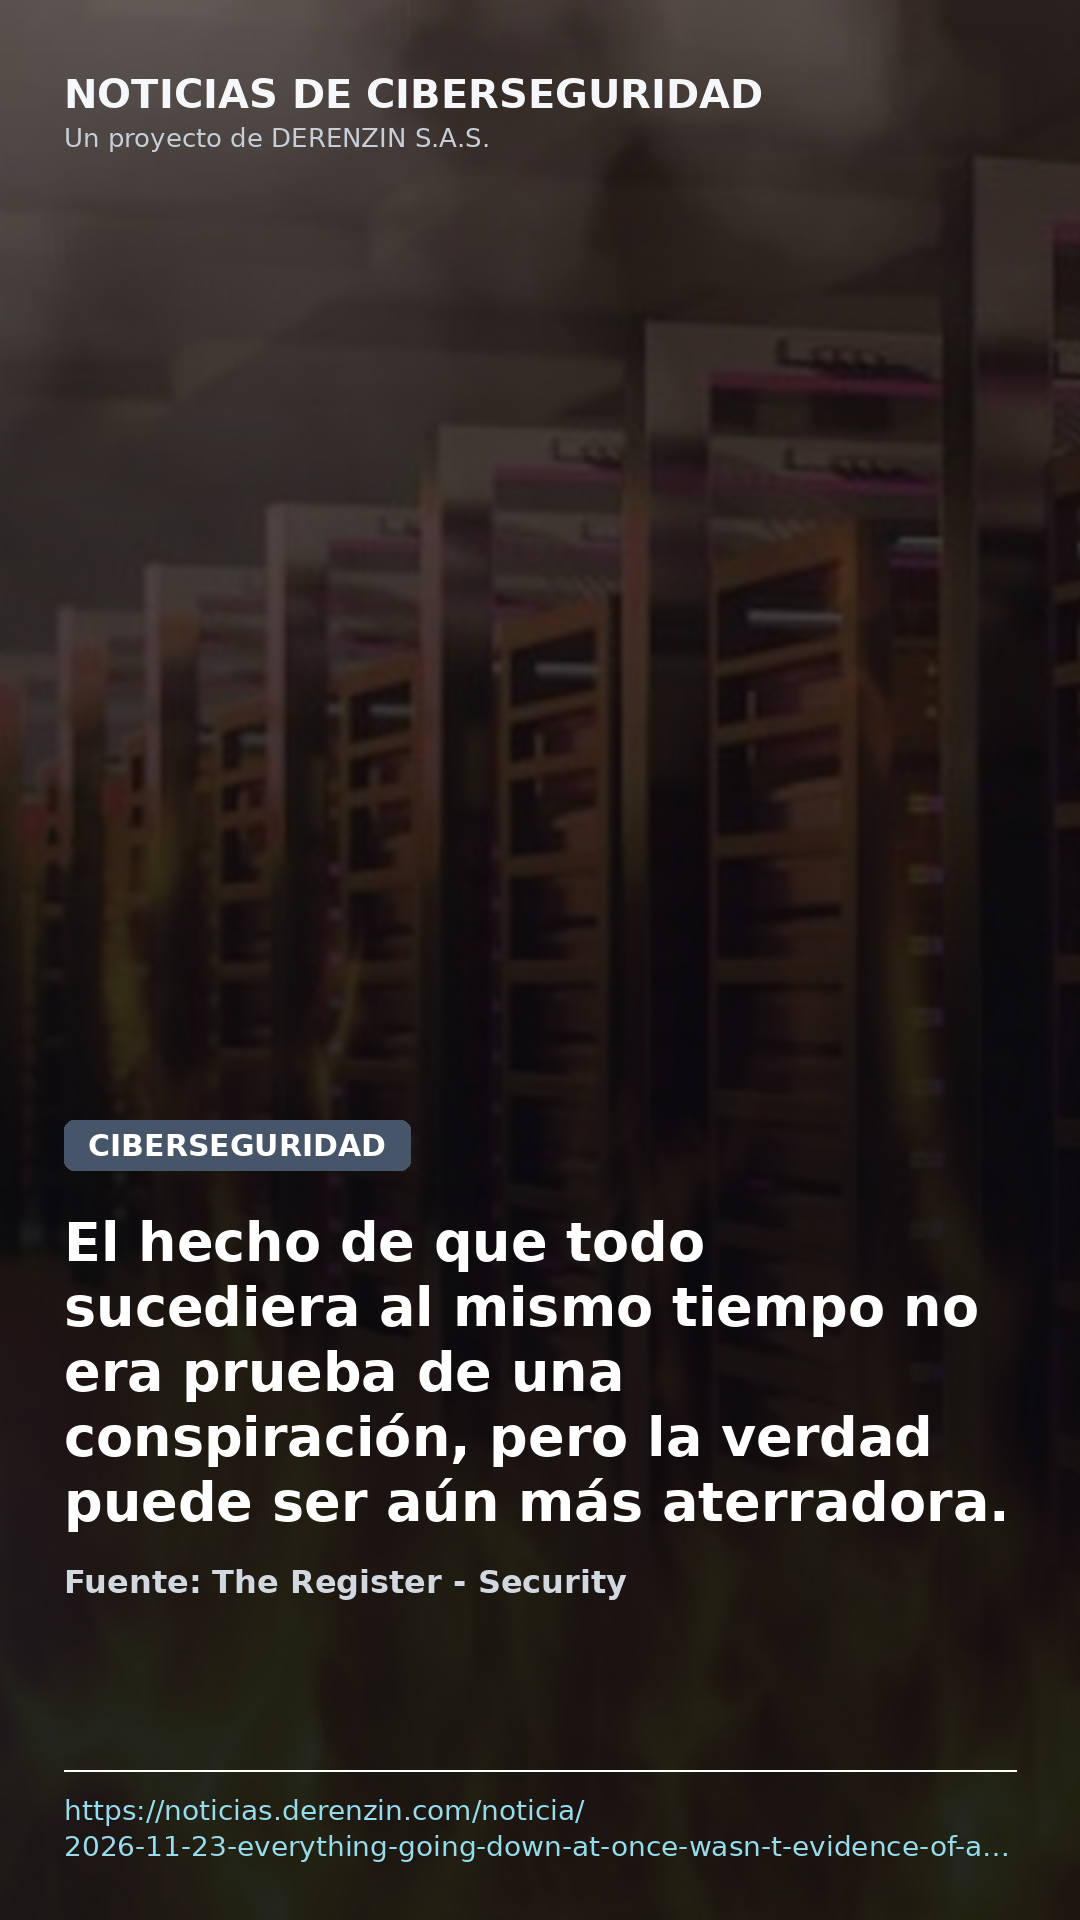 NOTICIAS DE CIBERSEGURIDAD
Un proyecto de DERENZIN S.A.S.
CIBERSEGURIDAD
El hecho de que todo
sucediera al mismo tiempo no
era prueba de una
conspiración, pero la verdad
puede ser aún más aterradora.
Fuente: The Register - Security
https://noticias.derenzin.com/noticia/
2026-11-23-everything-going-down-at-once-wasn-t-evidence-of-a…